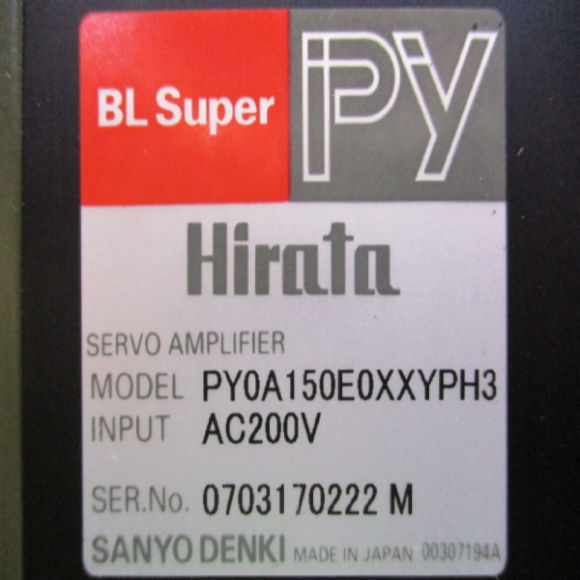 BL Super PY
Hirata
SERVO AMPLIFIER
MODEL PY0A150E0XXYPH3
INPUT AC200V
SER.No. 0703170222 M
SANYO DENKI MADE IN JAPAN 00307194A